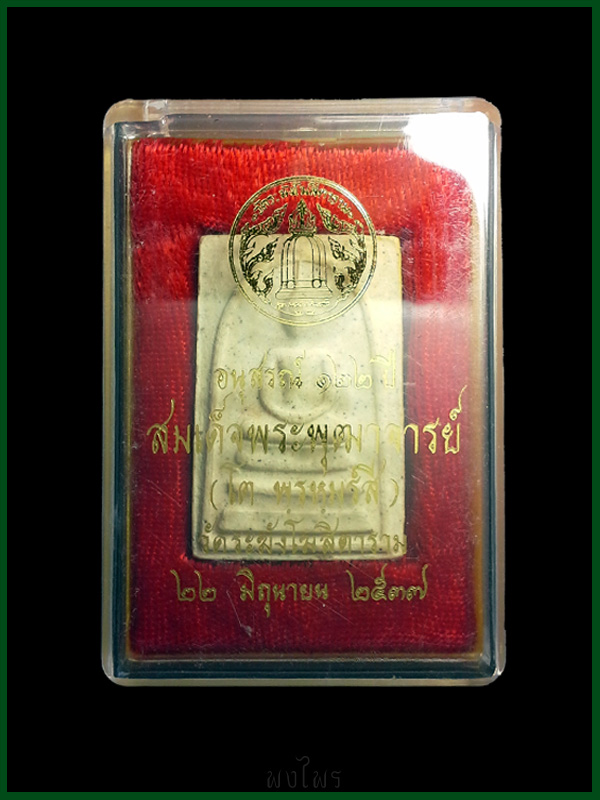 อนุสรณ์ ๑๒๒ ปี
สมเด็จพระพุฒาจารย์
(โต พฺรหฺมรํสี)
วัดระฆังโฆสิตาราม
๒๒ มิถุนายน ๒๕๓๗
พงไพร